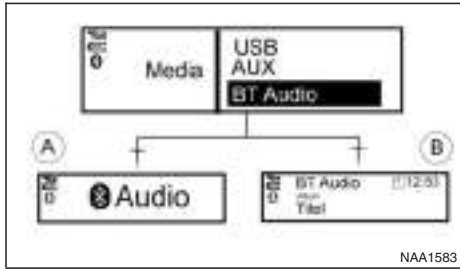 Media
USB
AUX
BT Audio
A
B
Audio
BT Audio 12:53
Titel
NAA1583